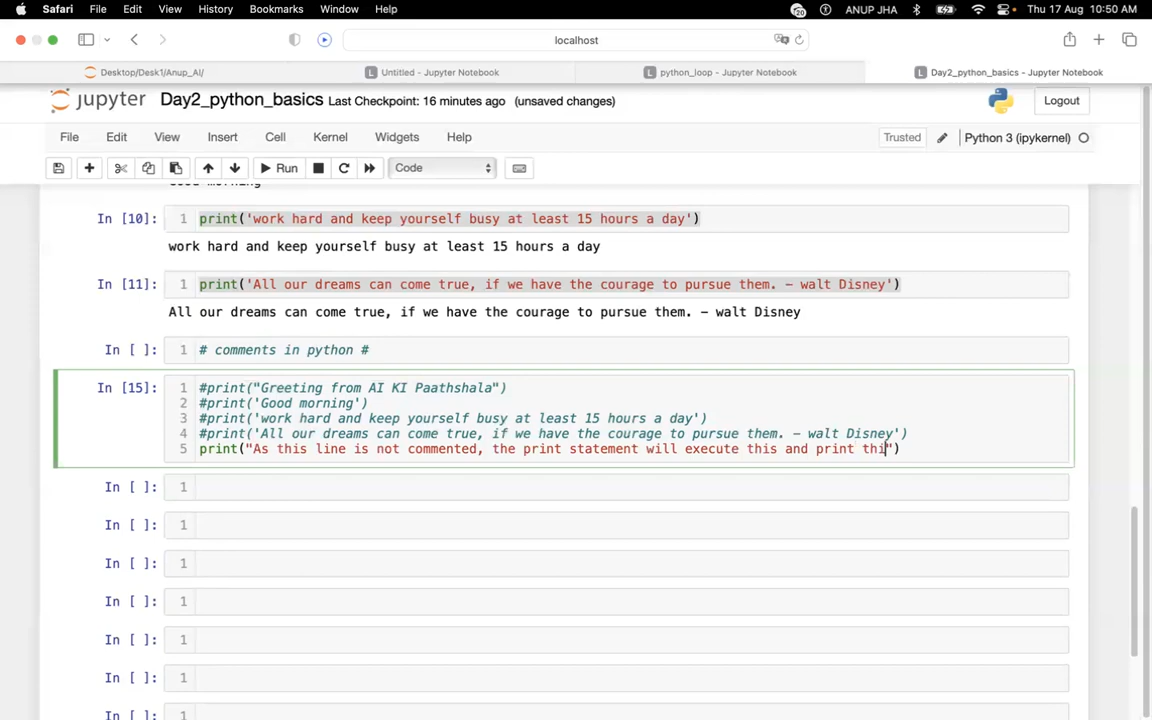 Safari File Edit View History Bookmarks Window Help 20 ANUP JHA Thu 17 Aug 10:50 AM
localhost
Desktop/Desk1/Anup_AI/ Untitled - Jupyter Notebook python_loop - Jupyter Notebook Day2_python_basics - Jupyter Notebook
jupyter Day2_python_basics Last Checkpoint: 16 minutes ago (unsaved changes) Logout
File Edit View Insert Cell Kernel Widgets Help Trusted Python 3 (ipykernel)
Run Code
In [10]: 1 print('work hard and keep yourself busy at least 15 hours a day')
work hard and keep yourself busy at least 15 hours a day
In [11]: 1 print('All our dreams can come true, if we have the courage to pursue them. - walt Disney')
All our dreams can come true, if we have the courage to pursue them. - walt Disney
In [ ]: 1 # comments in python #
In [15]: 1 #print("Greeting from AI KI Paathshala")
2 #print('Good morning')
3 #print('work hard and keep yourself busy at least 15 hours a day')
4 #print('All our dreams can come true, if we have the courage to pursue them. - walt Disney')
5 print("As this line is not commented, the print statement will execute this and print thi")
In [ ]: 1
In [ ]: 1
In [ ]: 1
In [ ]: 1
In [ ]: 1
In [ ]: 1
In [ ]: 1